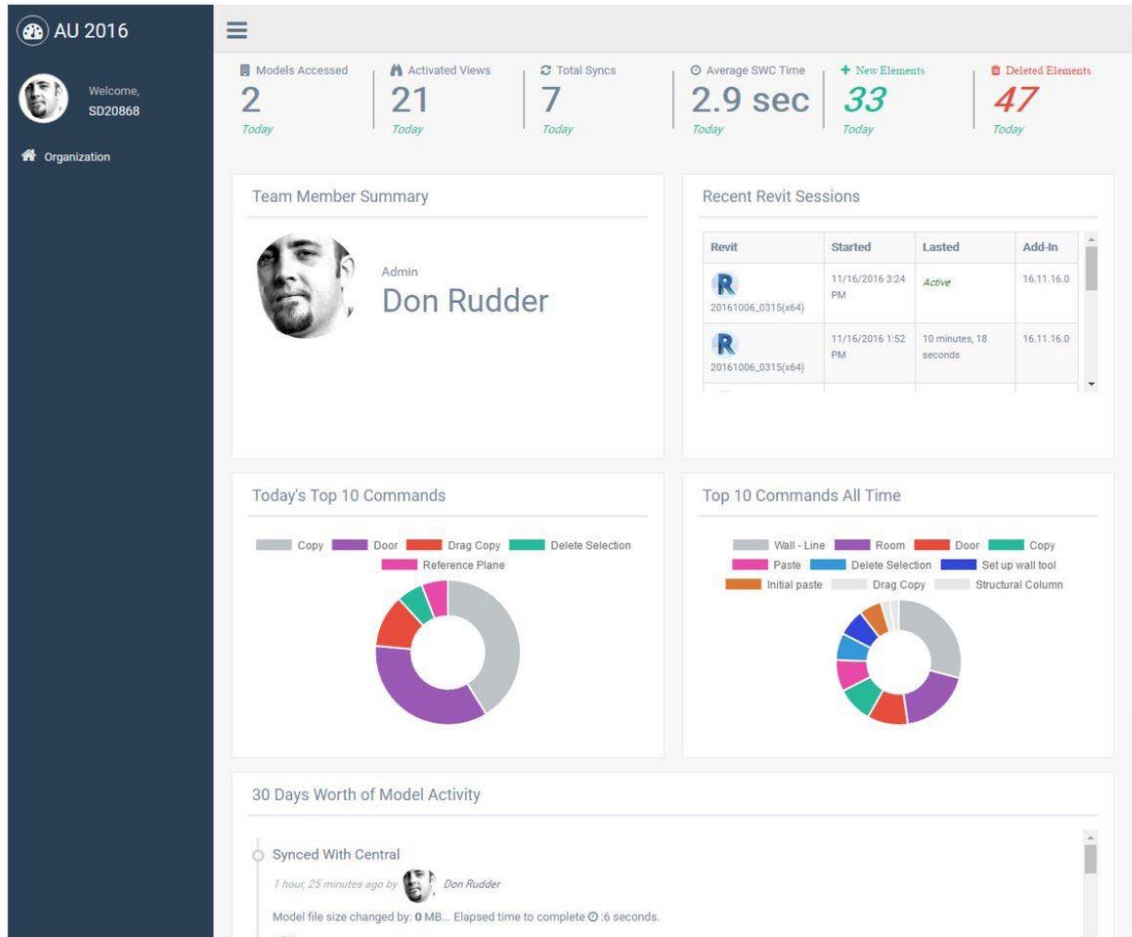 AU 2016
Welcome,
SD20868
Organization
Models Accessed
2
Today
Activated Views
21
Today
Total Syncs
7
Today
Average SWC Time
2.9 sec
Today
New Elements
33
Today
Deleted Elements
47
Today
Team Member Summary
Admin
Don Rudder
Recent Revit Sessions
Revit Started Lasted Add-In
R
20161006_0315(x64)
11/16/2016 3:24
PM
Active
16.11.16.0
R
20161006_0315(x64)
11/16/2016 1:52
PM
10 minutes, 18
seconds
16.11.16.0
Today's Top 10 Commands
Copy Door Drag Copy Delete Selection
Reference Plane
Top 10 Commands All Time
Wall - Line Room Door Copy
Paste Delete Selection Set up wall tool
Initial paste Drag Copy Structural Column
30 Days Worth of Model Activity
Synced With Central
1 hour, 25 minutes ago by Don Rudder
Model file size changed by: 0 MB... Elapsed time to complete :6 seconds.